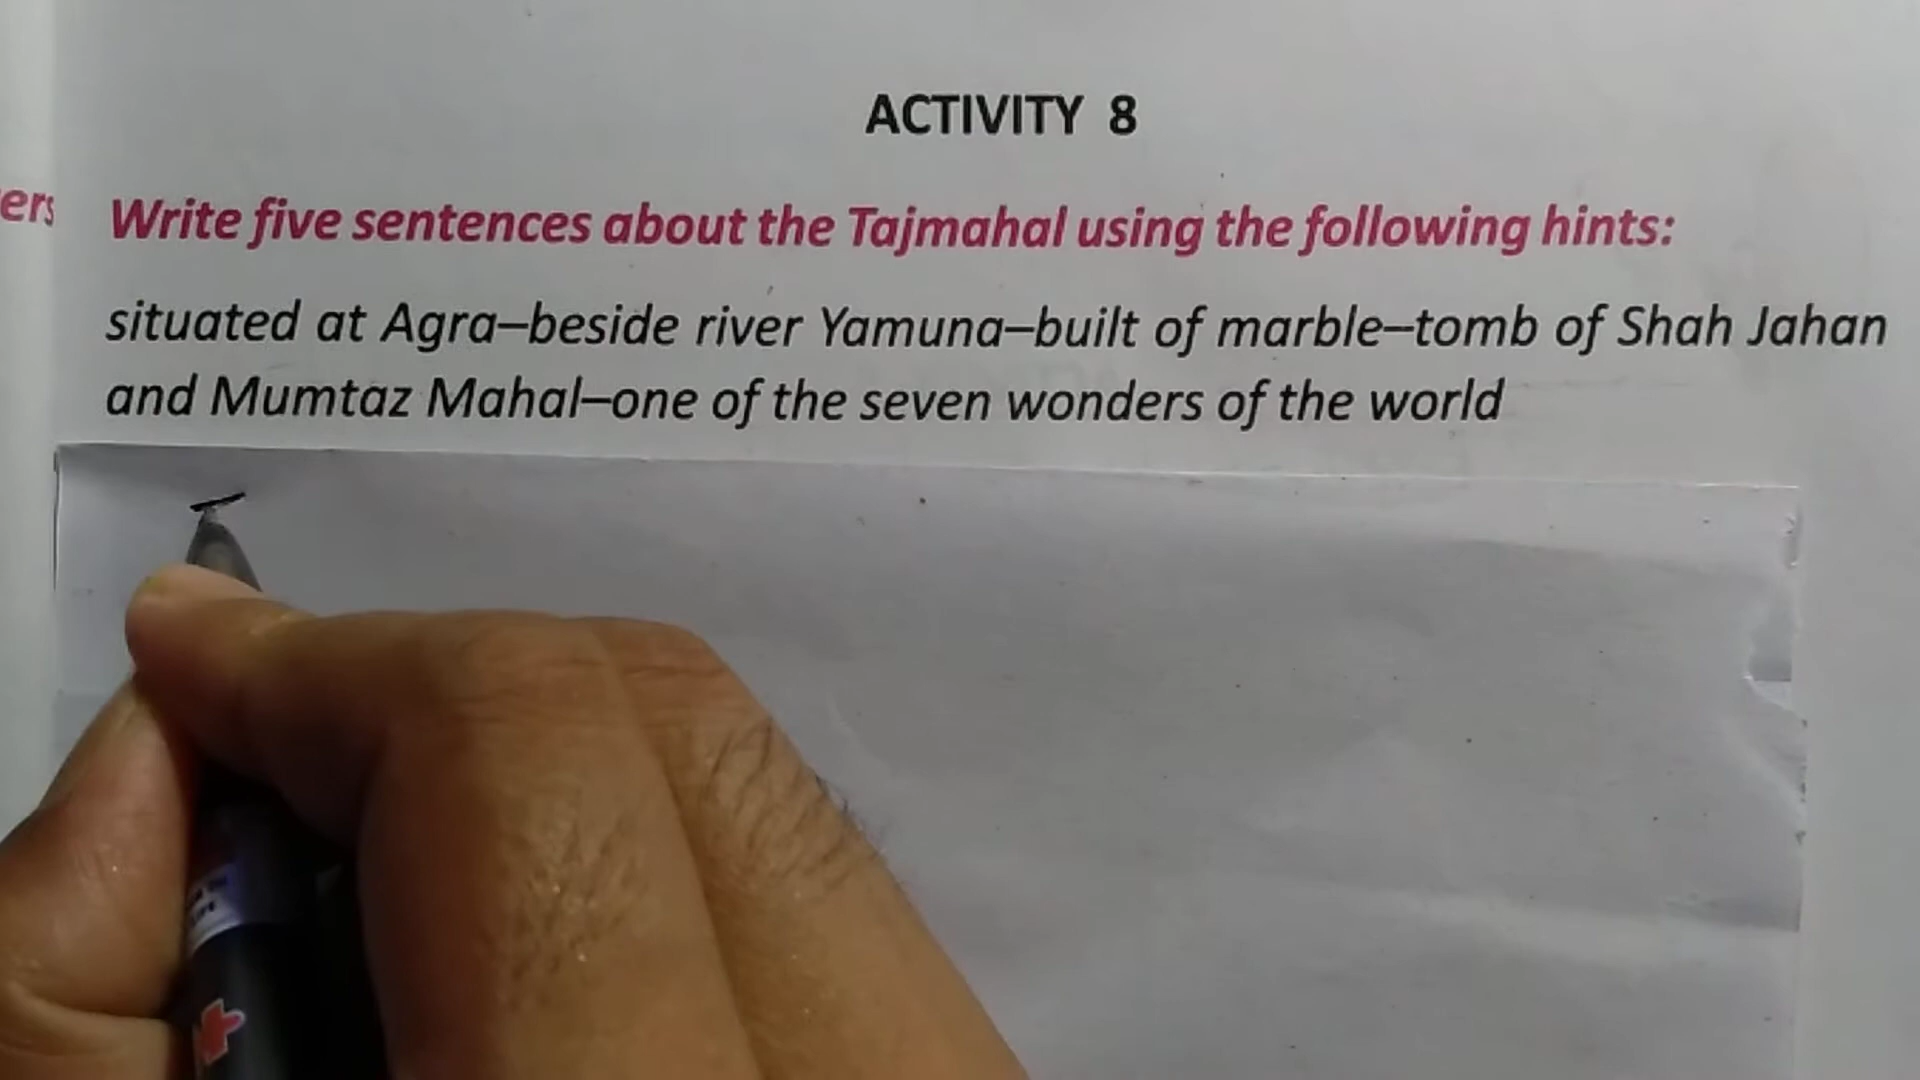 ACTIVITY 8
ers
Write five sentences about the Tajmahal using the following hints:
situated at Agra–beside river Yamuna–built of marble–tomb of Shah Jahan
and Mumtaz Mahal–one of the seven wonders of the world